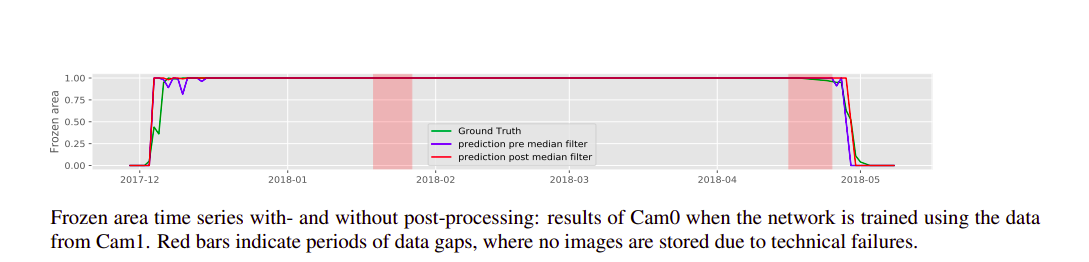 1.00
0.75
0.50
0.25
0.00
Frozen area
Ground Truth
prediction pre median filter
prediction post median filter
2017-12 2018-01 2018-02 2018-03 2018-04 2018-05
Frozen area time series with- and without post-processing: results of Cam0 when the network is trained using the data
from Cam1. Red bars indicate periods of data gaps, where no images are stored due to technical failures.